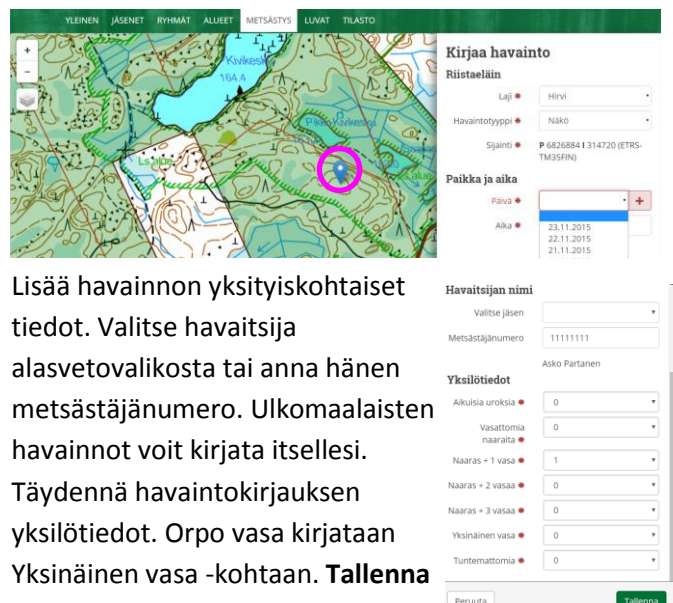 YLEINEN JÄSENET RYHMÄT ALUEET METSÄSTYS LUVAT TILASTO
+
-
Kivikeska
164.4
Ls.alue
Kirjaa havainto
Riistaeläin
Laji * Hirvi
Havaintotyyppi * Näkö
Sijainti * P 6826884 I 314720 (ETRS-
TM35FIN)
Paikka ja aika
Päivä * +
Aika *
23.11.2015
22.11.2015
21.11.2015
Lisää havainnon yksityiskohtaiset
tiedot. Valitse havaitsija
alasvetovalikosta tai anna hänen
metsästäjänumero. Ulkomaalaisten
havainnot voit kirjata itsellesi.
Täydennä havaintokirjauksen
yksilötiedot. Orpo vasa kirjataan
Yksinäinen vasa -kohtaan. Tallenna
Havaitsijan nimi
Valitse jäsen
Metsästäjänumero 11111111
Asko Partanen
Yksilötiedot
Aikuisia uroksia * 0
Vasattomia
naaraita * 0
Naaras + 1 vasa * 1
Naaras + 2 vasaa * 0
Naaras + 3 vasaa * 0
Yksinäinen vasa * 0
Tuntemattomia * 0
Peruuta Tallenna